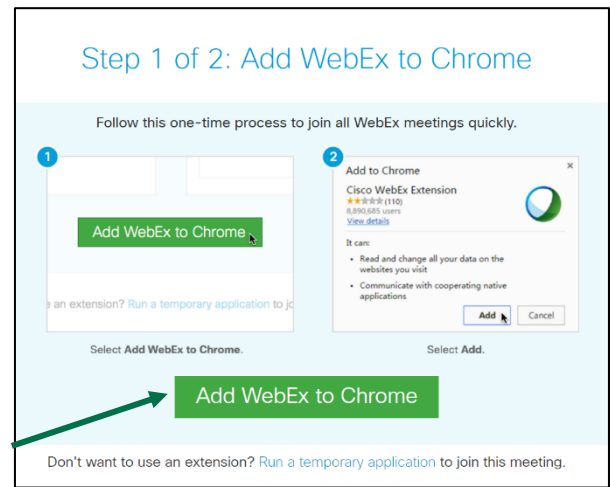 Step 1 of 2: Add WebEx to Chrome
Follow this one-time process to join all WebEx meetings quickly.
1
Add WebEx to Chrome
e an extension? Run a temporary application to jo
Select Add WebEx to Chrome.
2
Add to Chrome
×
Cisco WebEx Extension
★★☆☆☆ (110)
8,890,685 users
View details
It can:
• Read and change all your data on the
websites you visit
• Communicate with cooperating native
applications
Add
Cancel
Select Add.
Add WebEx to Chrome
Don't want to use an extension? Run a temporary application to join this meeting.